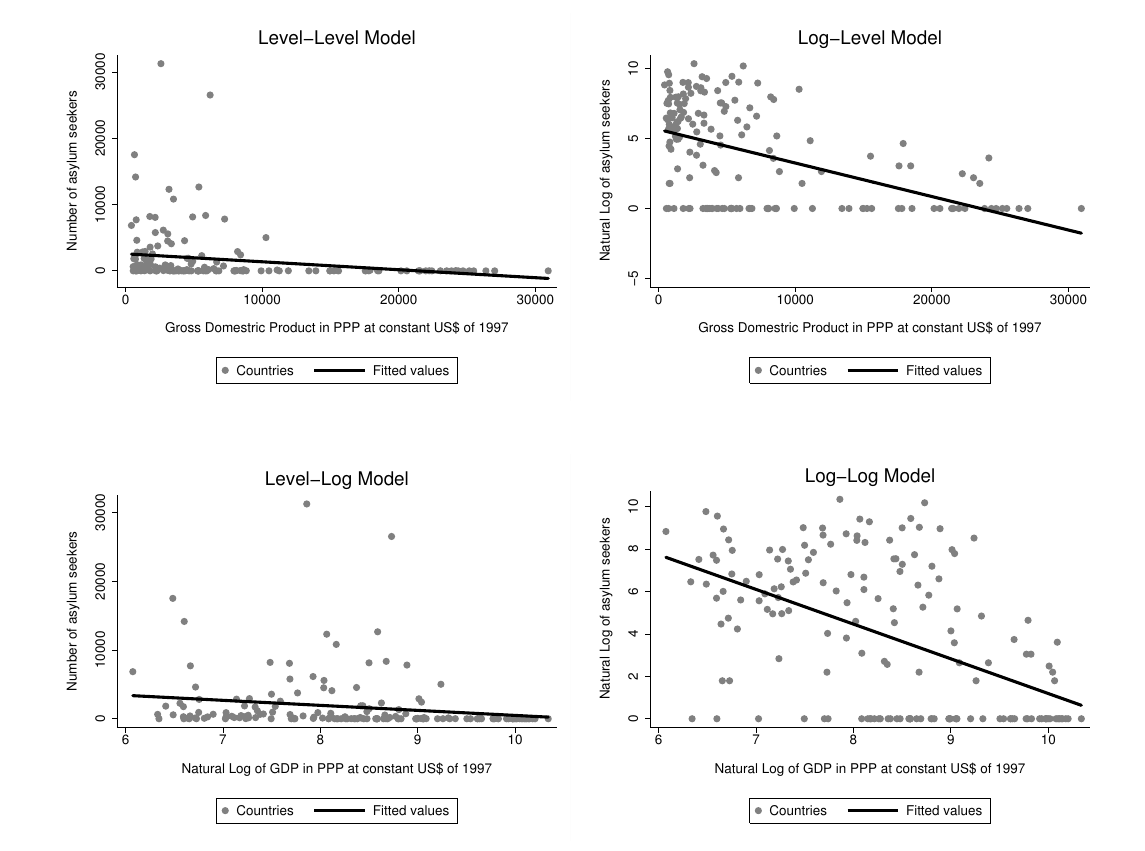 Level−Level Model
Number of asylum seekers
30000
20000
10000
0
0 10000 20000 30000
Gross Domestric Product in PPP at constant US$ of 1997
Countries Fitted values
Log−Level Model
Natural Log of asylum seekers
10
5
0
−5
0 10000 20000 30000
Gross Domestric Product in PPP at constant US$ of 1997
Countries Fitted values
Level−Log Model
Number of asylum seekers
30000
20000
10000
0
6 7 8 9 10
Natural Log of GDP in PPP at constant US$ of 1997
Countries Fitted values
Log−Log Model
Natural Log of asylum seekers
10
8
6
4
2
0
6 7 8 9 10
Natural Log of GDP in PPP at constant US$ of 1997
Countries Fitted values